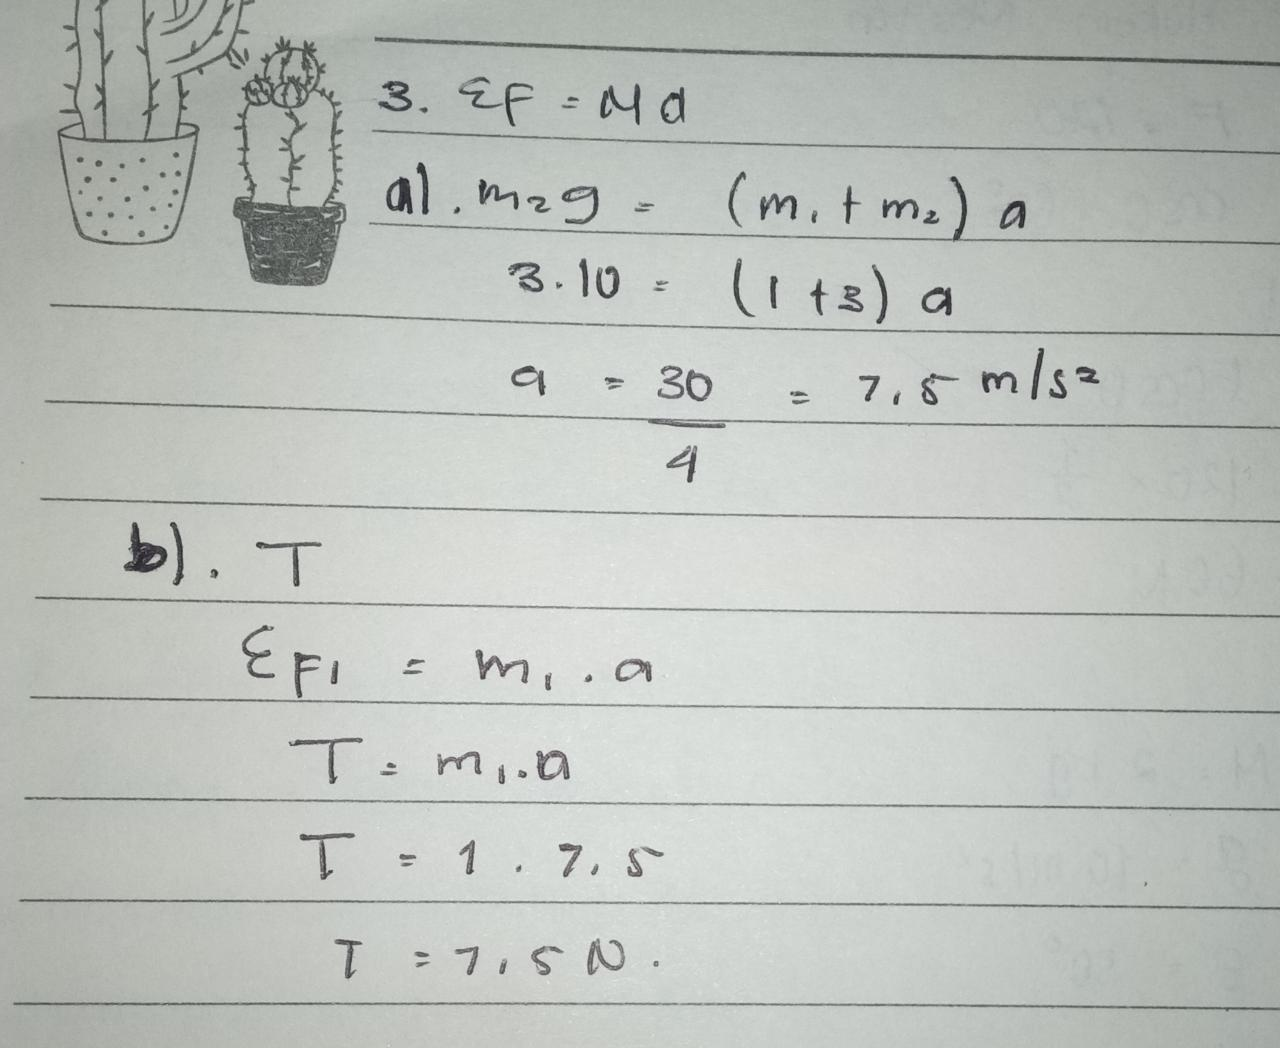 3. ΣF = M a
a). m₂g = (m₁ + m₂) a
3.10 = (1 + 3) a
a = 30/4 = 7,5 m/s²
b). T
ΣF₁ = m₁ . a
T = m₁.a
T = 1 . 7,5
T = 7,5 N.